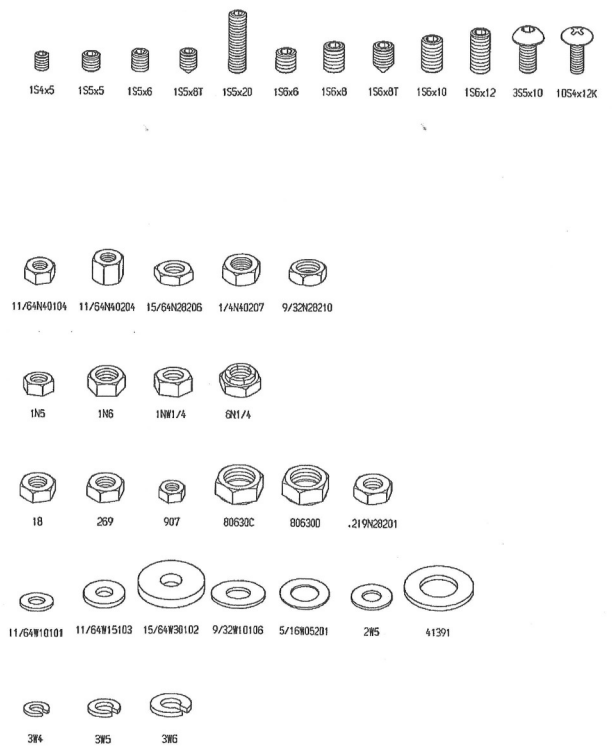 1S4x5 1S5x5 1S5x6 1S5x8T 1S5x20 1S6x6 1S6x8 1S6x8T 1S6x10 1S6x12 3S5x10 10S4x12K
11/64N40104 11/64N40204 15/64N28206 1/4N40207 9/32N28210
1N5 1N6 1NW1/4 8N1/4
18 269 907 80630C 80630D .219N28201
11/64W10101 11/64W15103 15/64W30102 9/32W10106 5/16W05201 2W5 41391
3W4 3W5 3W6